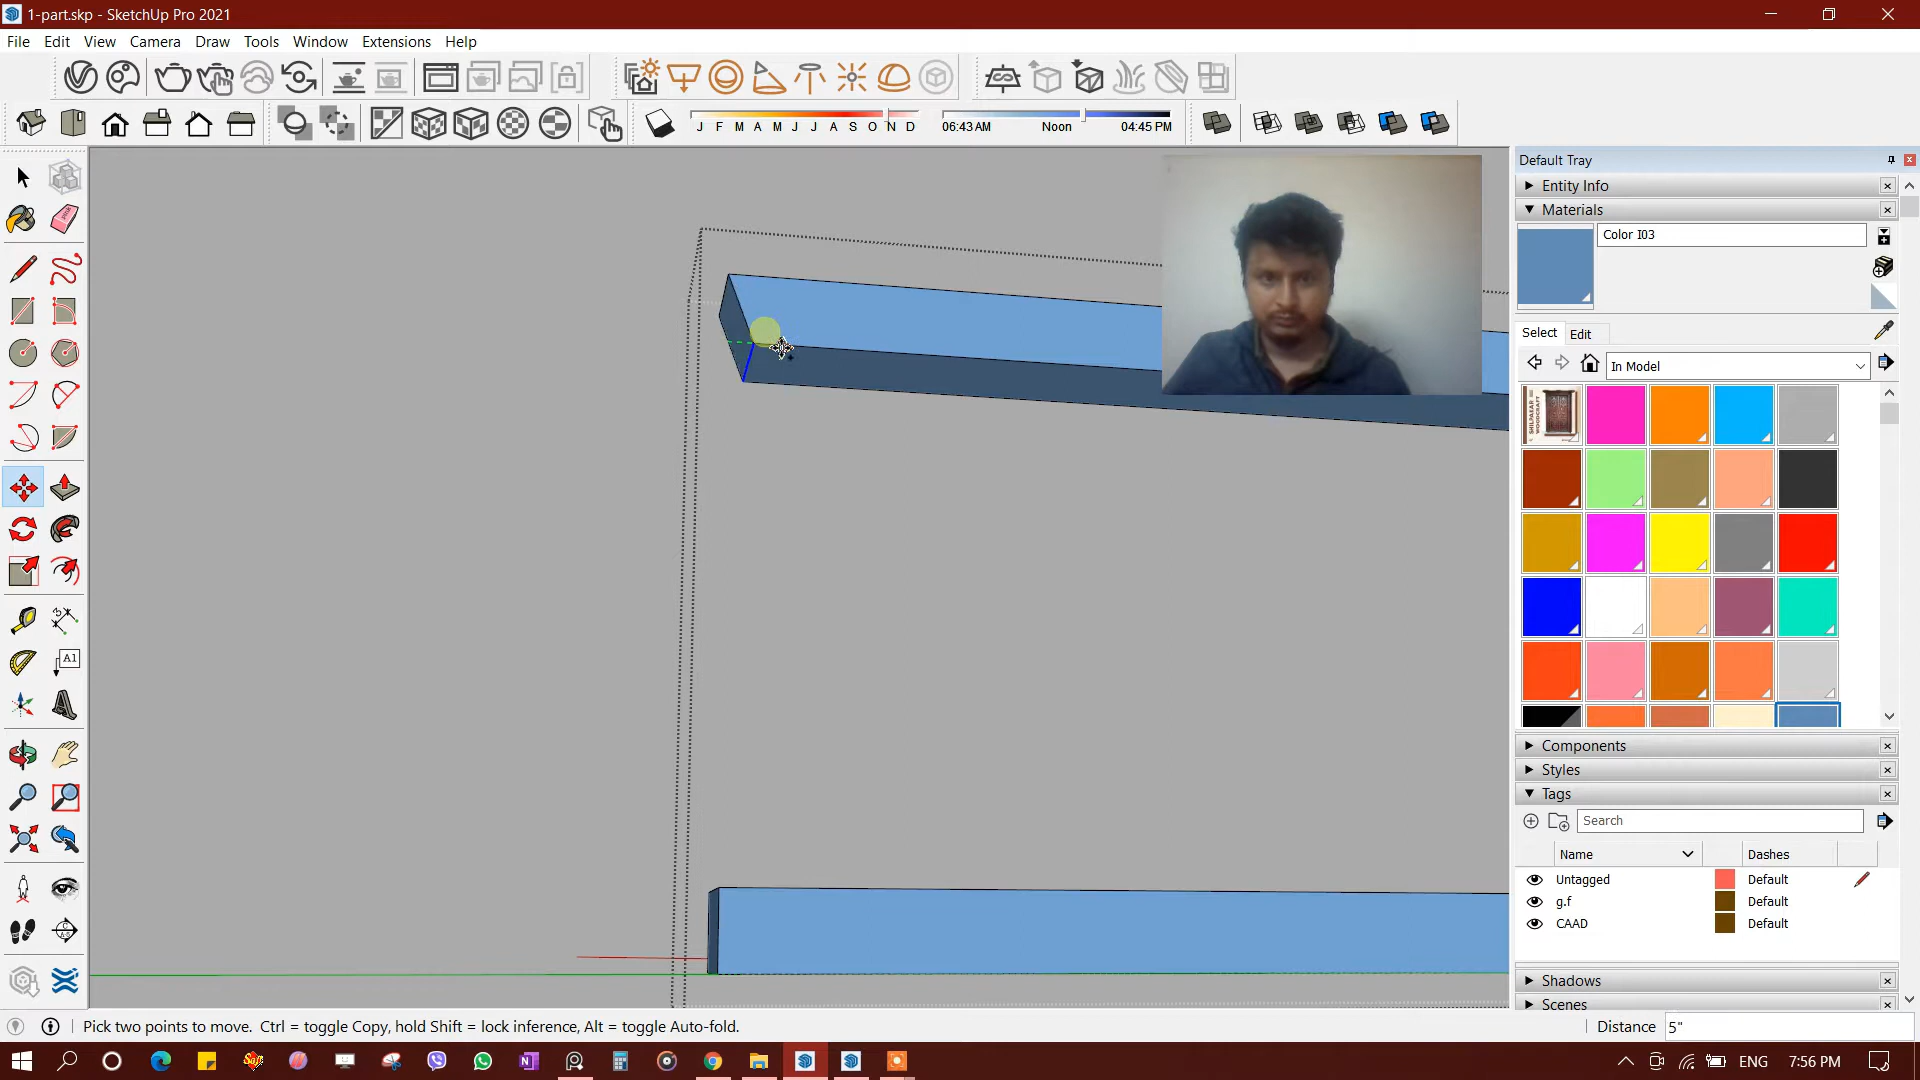 1-part.skp - SketchUp Pro 2021
File Edit View Camera Draw Tools Window Extensions Help
J F M A M J J A S O N D 06:43 AM Noon 04:45 PM
Default Tray
Entity Info
Materials
Color I03
Select Edit
In Model
SHILPAKAR WOODCRAFT
A1
Components
Styles
Tags
Search
Name Dashes
Untagged Default
g.f Default
CAAD Default
Shadows
Scenes
Pick two points to move. Ctrl = toggle Copy, hold Shift = lock inference, Alt = toggle Auto-fold.
Distance 5"
ENG 7:56 PM